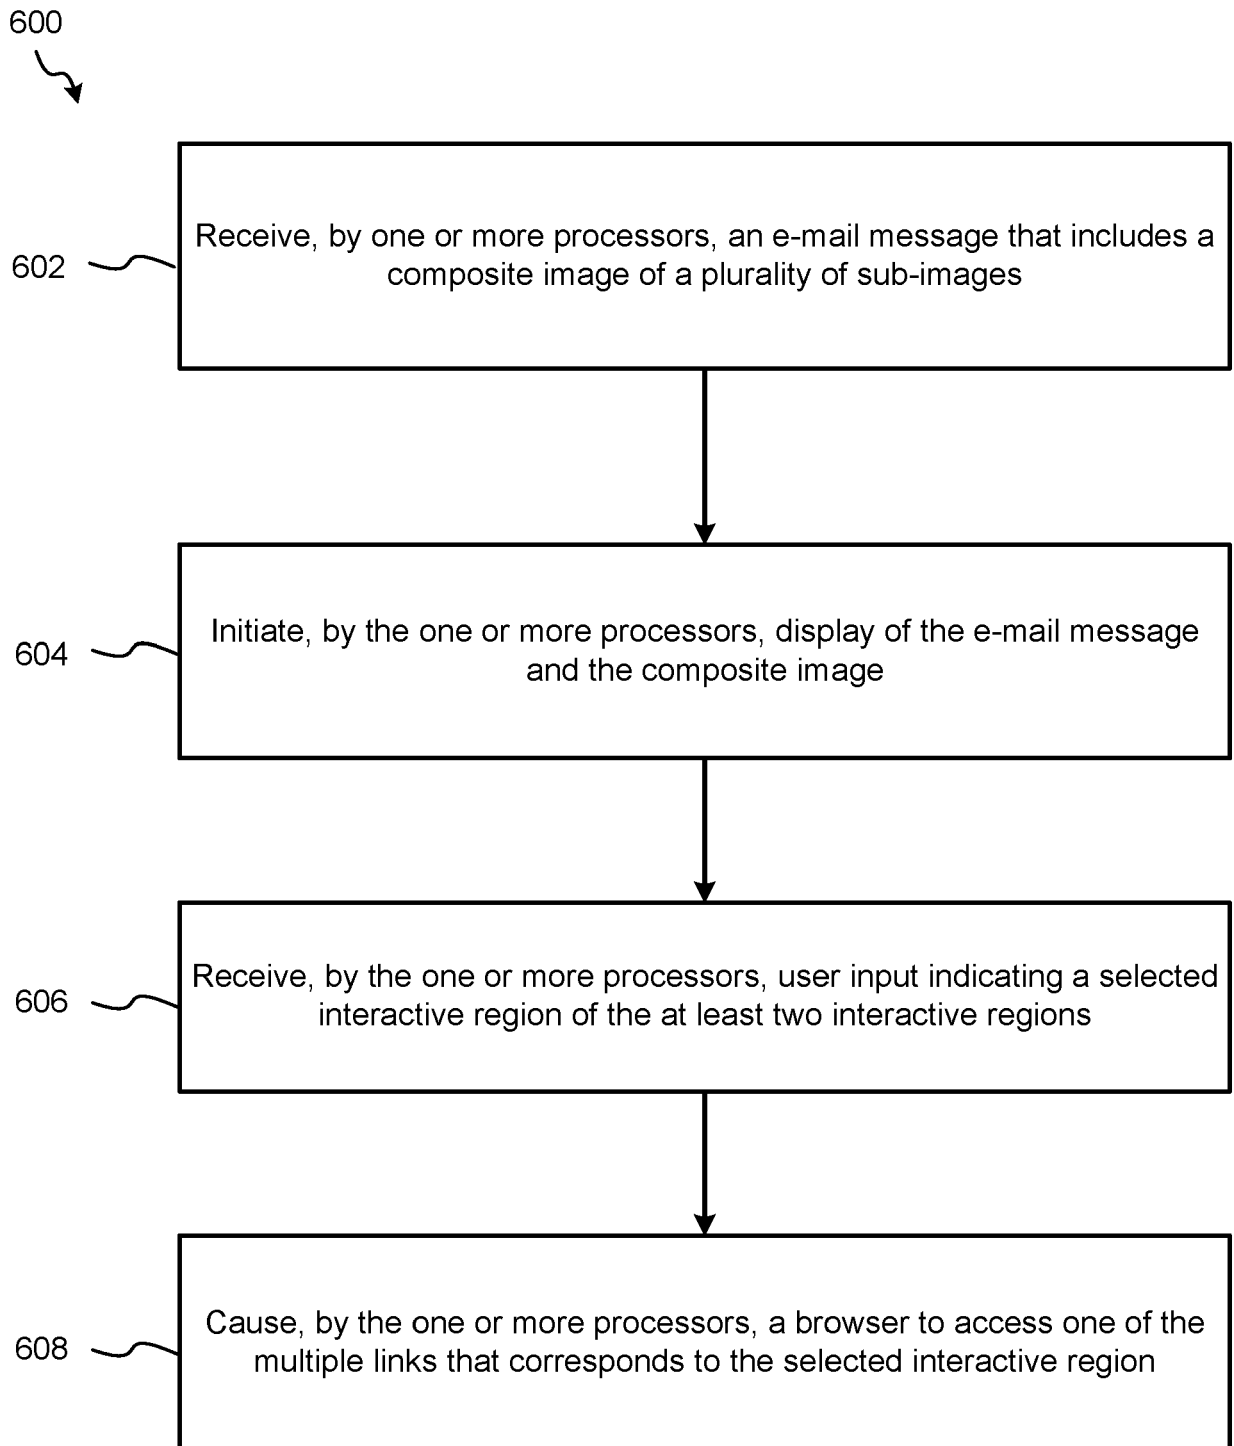 600
602
Receive, by one or more processors, an e-mail message that includes a
composite image of a plurality of sub-images
604
Initiate, by the one or more processors, display of the e-mail message
and the composite image
606
Receive, by the one or more processors, user input indicating a selected
interactive region of the at least two interactive regions
608
Cause, by the one or more processors, a browser to access one of the
multiple links that corresponds to the selected interactive region